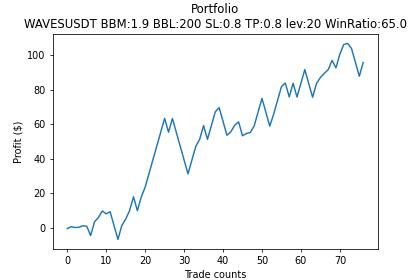 Portfolio
WAVESUSDT BBM:1.9 BBL:200 SL:0.8 TP:0.8 lev:20 WinRatio:65.0
Profit ($)
100
80
60
40
20
0
0 10 20 30 40 50 60 70
Trade counts